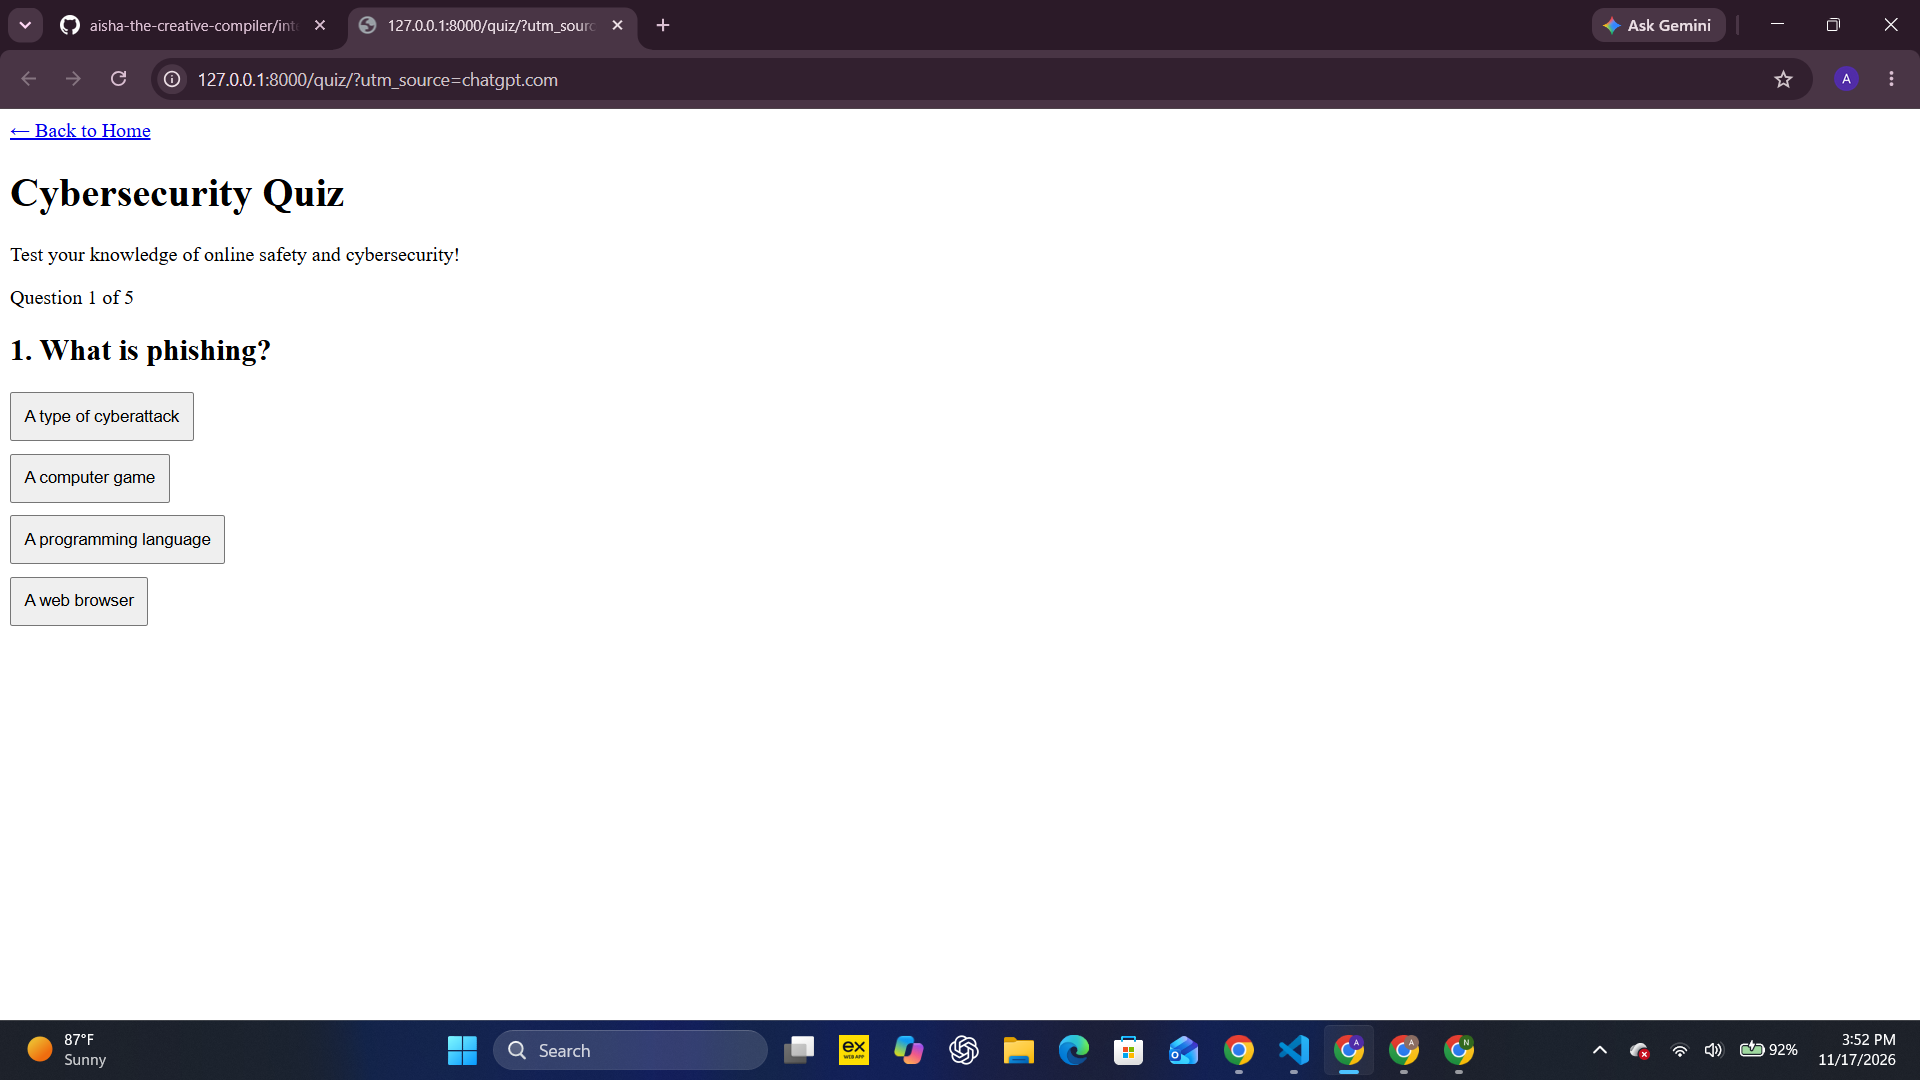 aisha-the-creative-compiler/int
127.0.0.1:8000/quiz/?utm_sourc
Ask Gemini
127.0.0.1:8000/quiz/?utm_source=chatgpt.com
A
← Back to Home
Cybersecurity Quiz
Test your knowledge of online safety and cybersecurity!
Question 1 of 5
1. What is phishing?
A type of cyberattack
A computer game
A programming language
A web browser
87°F
Sunny
Search
ex
WEB APP
A
A
N
92%
3:52 PM
11/17/2026